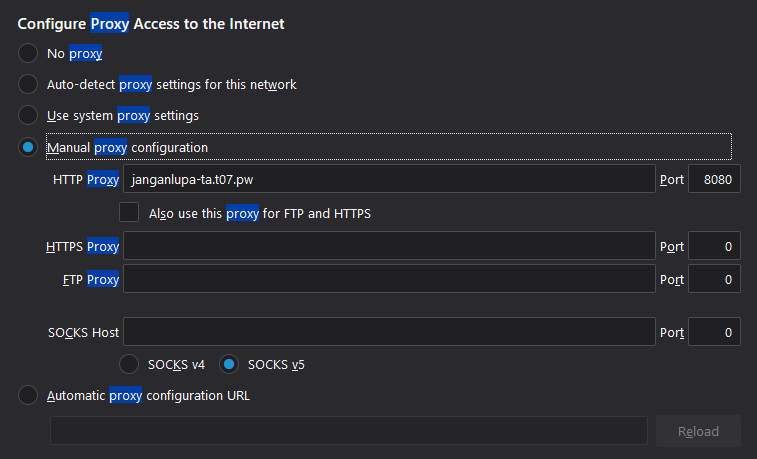 Configure Proxy Access to the Internet
No proxy
Auto-detect proxy settings for this network
Use system proxy settings
Manual proxy configuration
HTTP Proxy janganlupa-ta.t07.pw Port 8080
Also use this proxy for FTP and HTTPS
HTTPS Proxy Port 0
FTP Proxy Port 0
SOCKS Host Port 0
SOCKS v4 SOCKS v5
Automatic proxy configuration URL
Reload